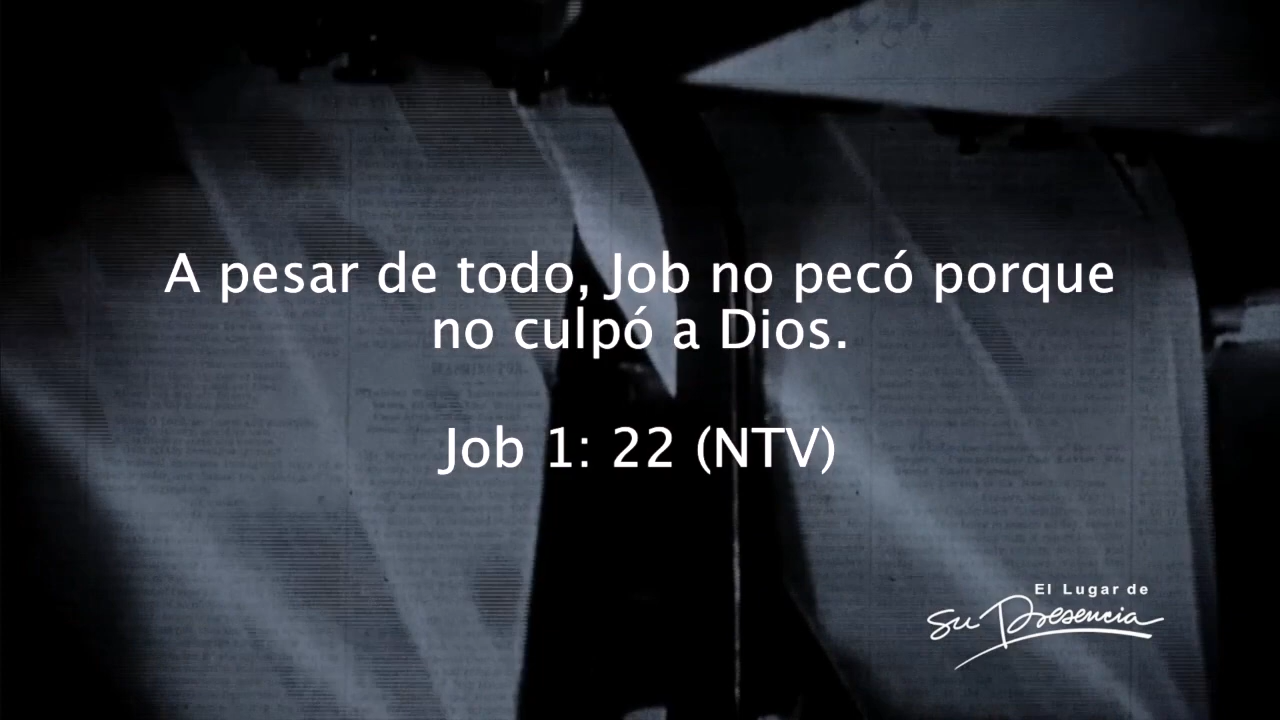 A pesar de todo, Job no pecó porque
no culpó a Dios.
Job 1: 22 (NTV)
El Lugar de
Su Presencia